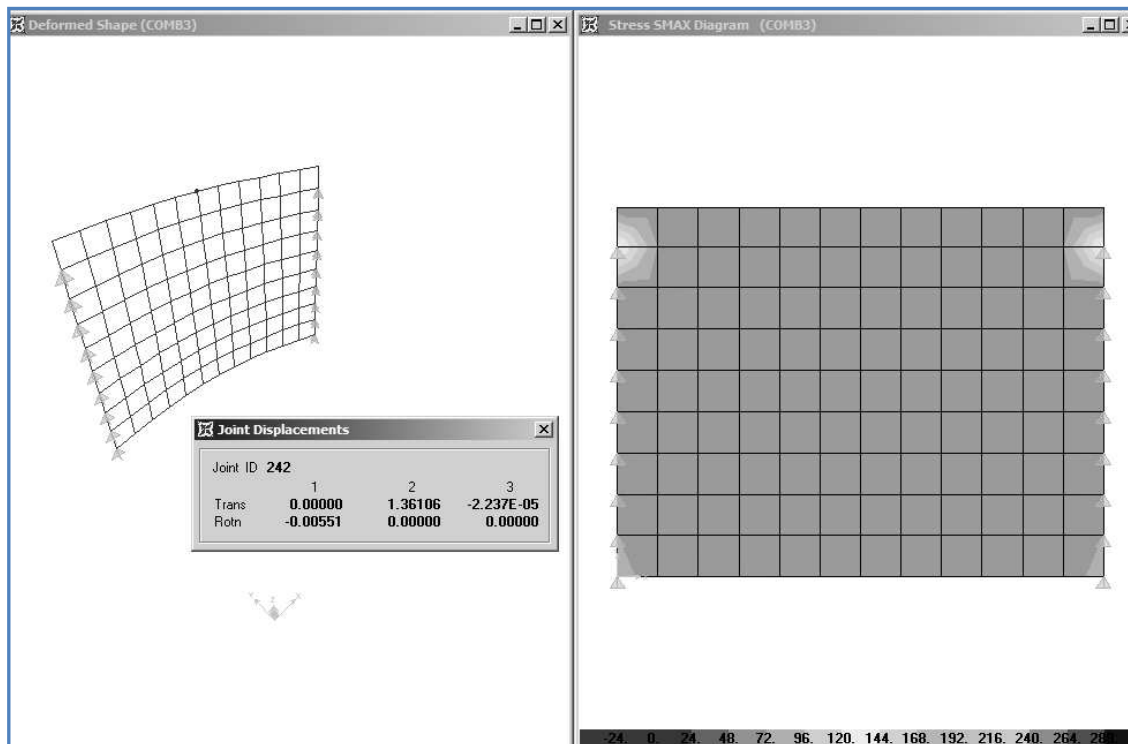 Deformed Shape (COMB3)
Joint Displacements
Joint ID 242
1 2 3
Trans 0.00000 1.36106 -2.237E-05
Rotn -0.00551 0.00000 0.00000
Stress SMAX Diagram (COMB3)
-24. 0. 24. 48. 72. 96. 120. 144. 168. 192. 216. 240. 264.